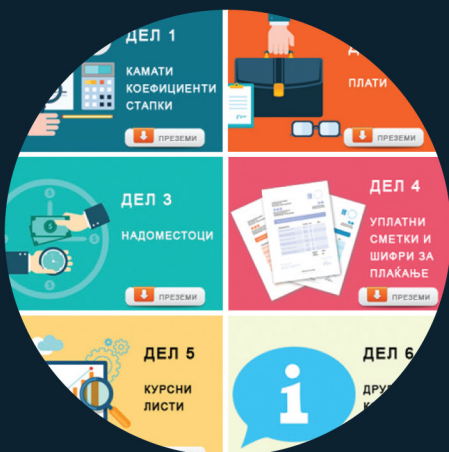 ДЕЛ 1
КАМАТИ
КОЕФИЦИЕНТИ
СТАПКИ
ПРЕЗЕМИ
ПЛАТИ
ПРЕЗЕМИ
ДЕЛ 3
НАДОМЕСТОЦИ
ПРЕЗЕМИ
ДЕЛ 4
УПЛАТНИ
СМЕТКИ И
ШИФРИ ЗА
ПЛАЌАЊЕ
ПРЕЗЕМИ
ДЕЛ 5
КУРСНИ
ЛИСТИ
ДЕЛ 6